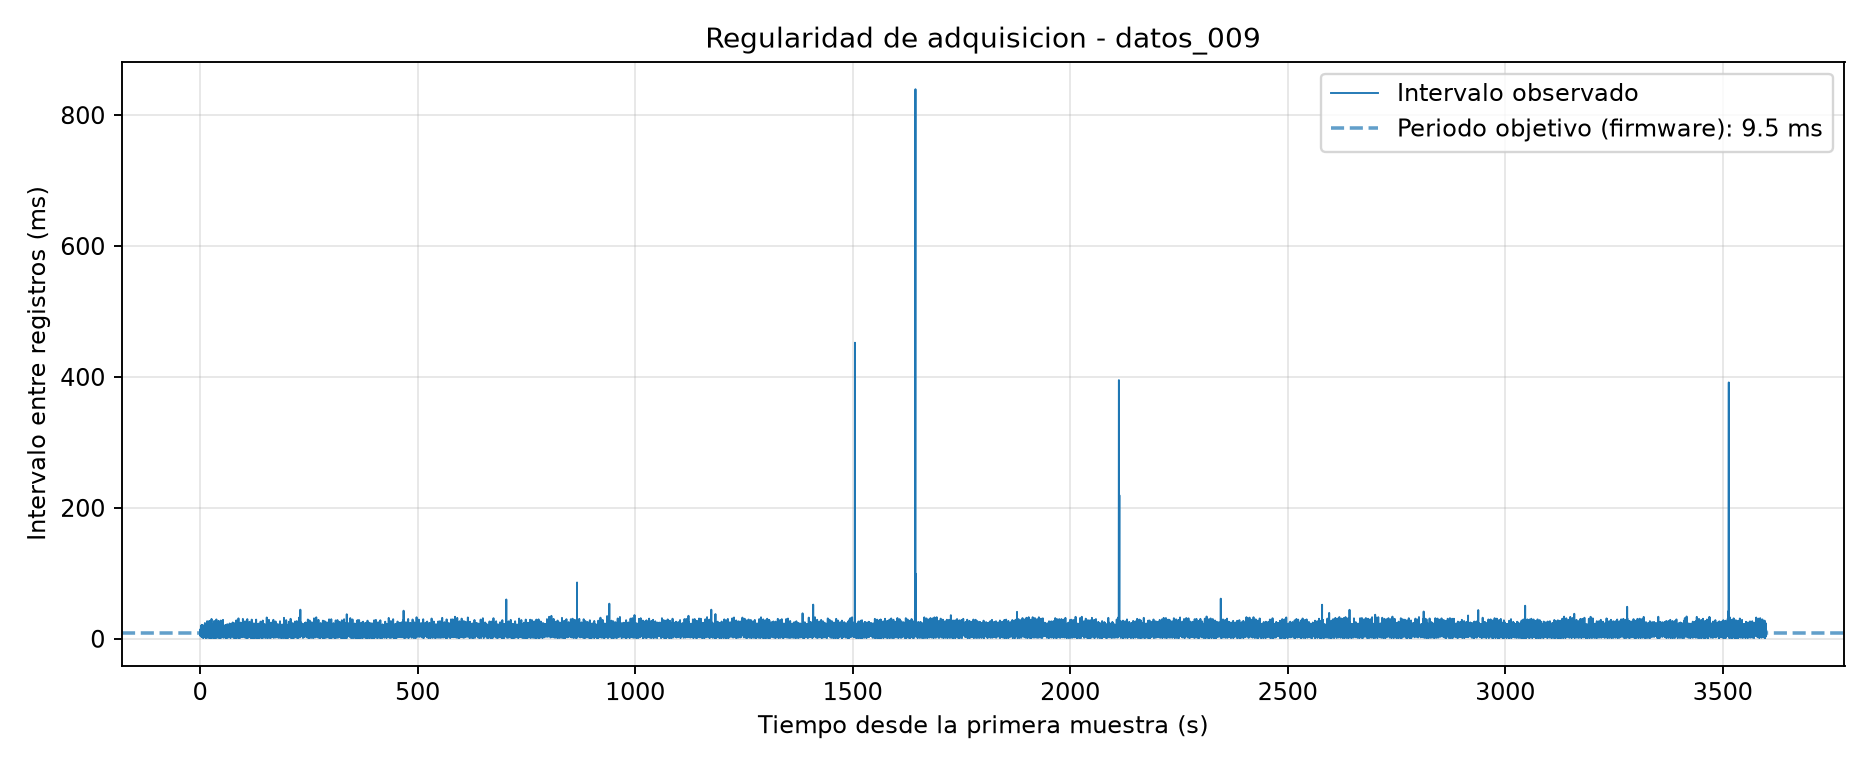 Regularidad de adquisicion - datos_009
Intervalo observado
Periodo objetivo (firmware): 9.5 ms
Intervalo entre registros (ms)
800
600
400
200
0
0 500 1000 1500 2000 2500 3000 3500
Tiempo desde la primera muestra (s)